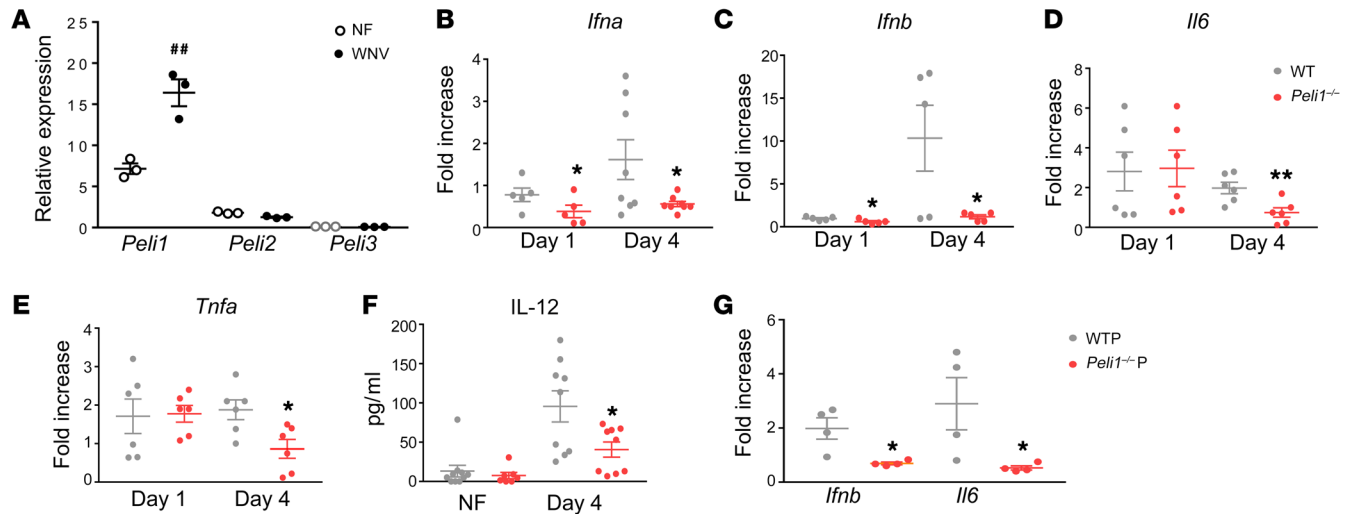 A
Relative expression
25
20
15
10
5
0
##
NF
WNV
Peli1 Peli2 Peli3
B
Ifna
Fold increase
4
3
2
1
0
* *
Day 1 Day 4
C
Ifnb
Fold increase
20
15
10
5
0
* *
Day 1 Day 4
D
Il6
Fold increase
8
6
4
2
0
**
WT
Peli1–/–
Day 1 Day 4
E
Tnfa
Fold increase
4
3
2
1
0
*
Day 1 Day 4
F
IL-12
pg/ml
200
150
100
50
0
*
NF Day 4
G
Fold increase
6
4
2
0
* *
WTP
Peli1–/– P
Ifnb Il6